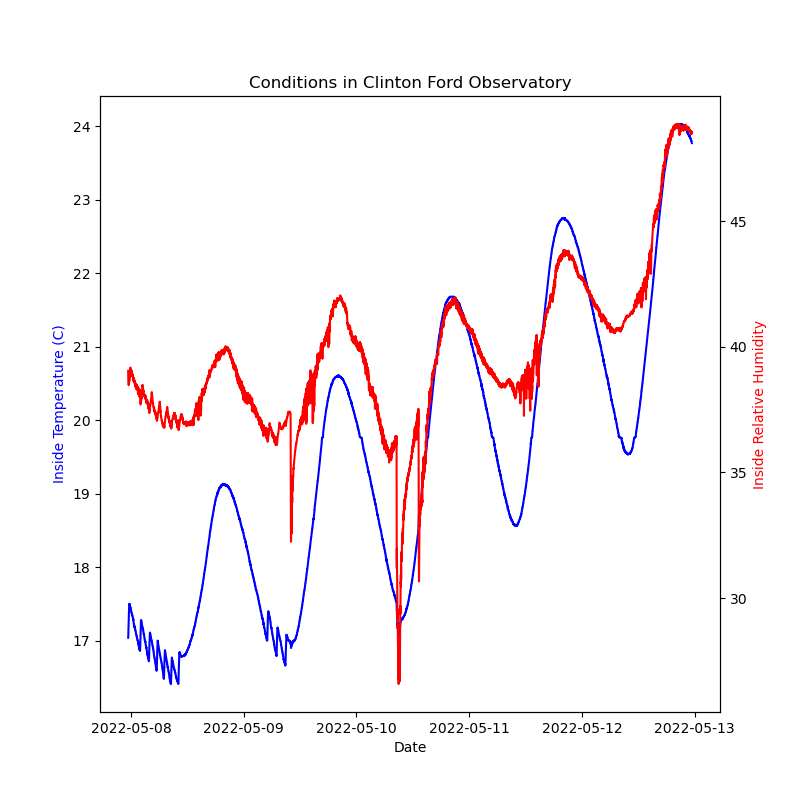 Conditions in Clinton Ford Observatory
24
23
22
21
20
19
18
17
Inside Temperature (C)
45
40
35
30
Inside Relative Humidity
2022-05-08 2022-05-09 2022-05-10 2022-05-11 2022-05-12 2022-05-13
Date